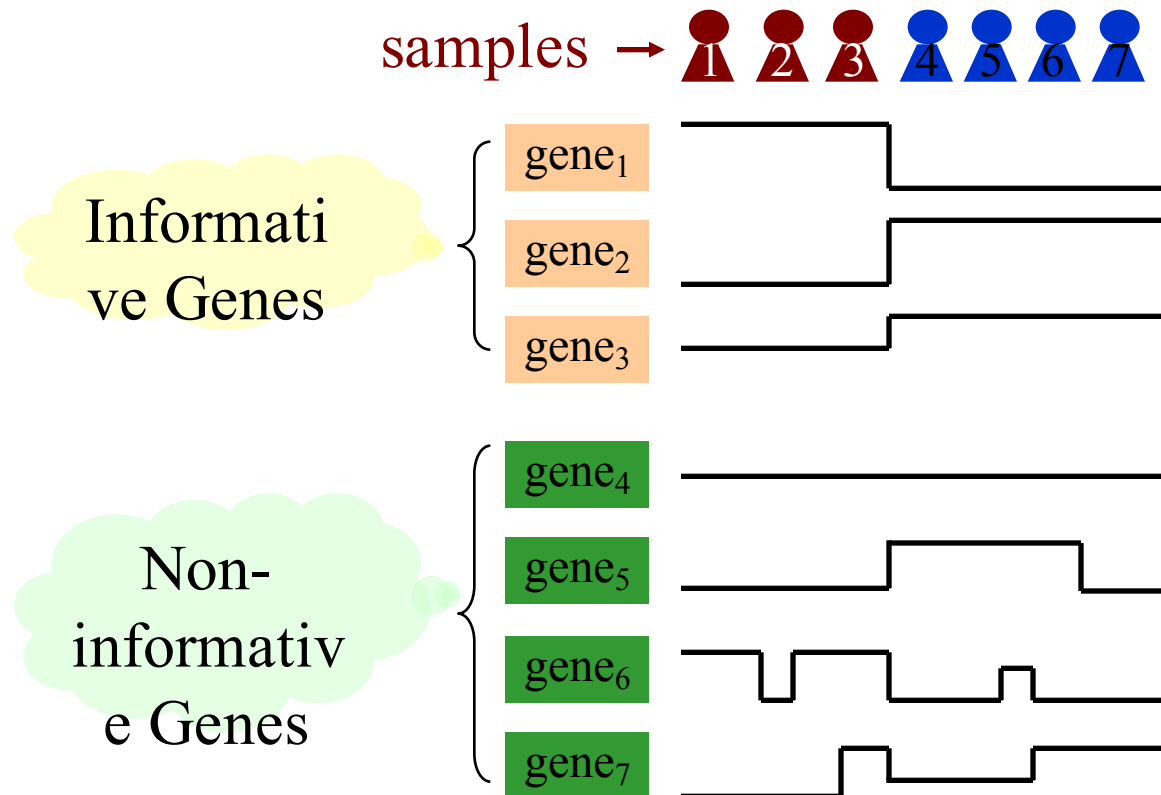 samples
1 2 3 4 5 6 7
Informati
ve Genes
gene₁
gene₂
gene₃
Non-
informativ
e Genes
gene₄
gene₅
gene₆
gene₇